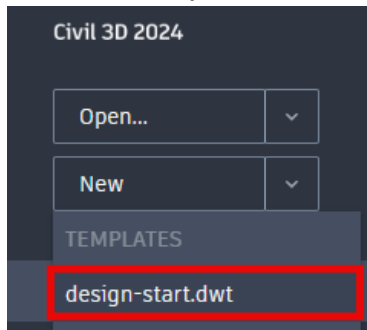 Civil 3D 2024
Open...
New
TEMPLATES
design-start.dwt